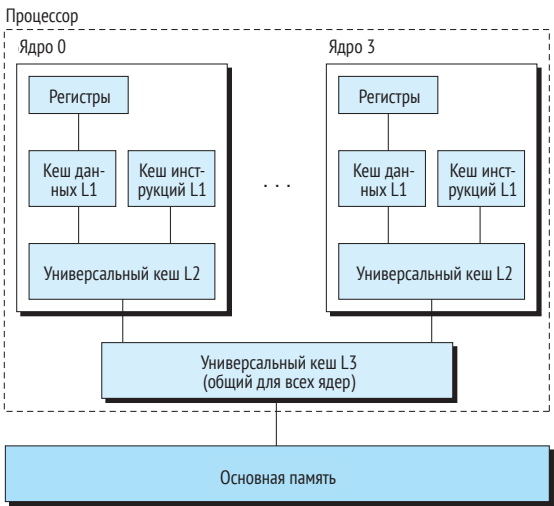 Процессор
Ядро 0
Ядро 3
Регистры
Регистры
Кеш дан-
ных L1
Кеш инст-
рукций L1
. . .
Кеш дан-
ных L1
Кеш инст-
рукций L1
Универсальный кеш L2
Универсальный кеш L2
Универсальный кеш L3
(общий для всех ядер)
Основная память